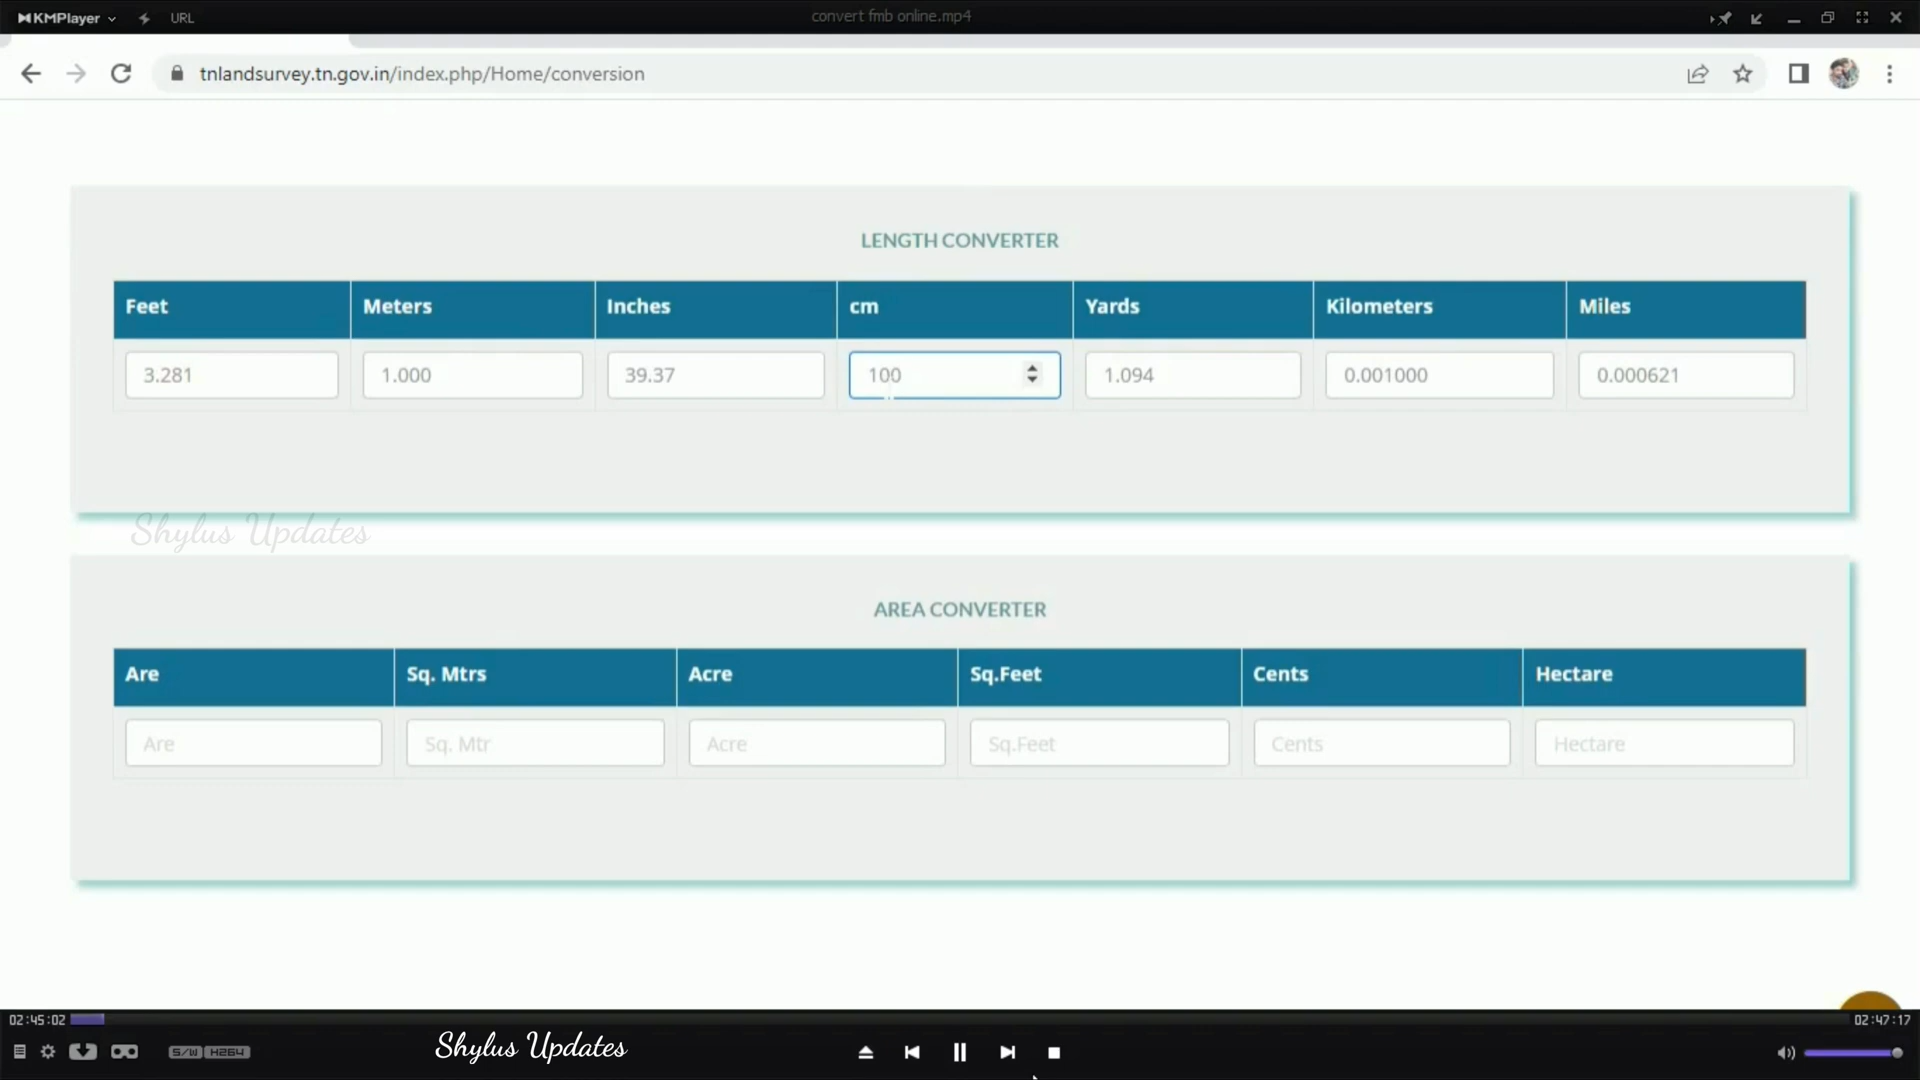 KMPlayer URL convert fmb online.mp4
tnlandsurvey.tn.gov.in/index.php/Home/conversion
LENGTH CONVERTER
Feet Meters Inches cm Yards Kilometers Miles
3.281 1.000 39.37 100 1.094 0.001000 0.000621
Shylus Updates
AREA CONVERTER
Are Sq. Mtrs Acre Sq.Feet Cents Hectare
Are Sq. Mtr Acre Sq.Feet Cents Hectare
02:45:02 02:47:17
S/W H264 Shylus Updates